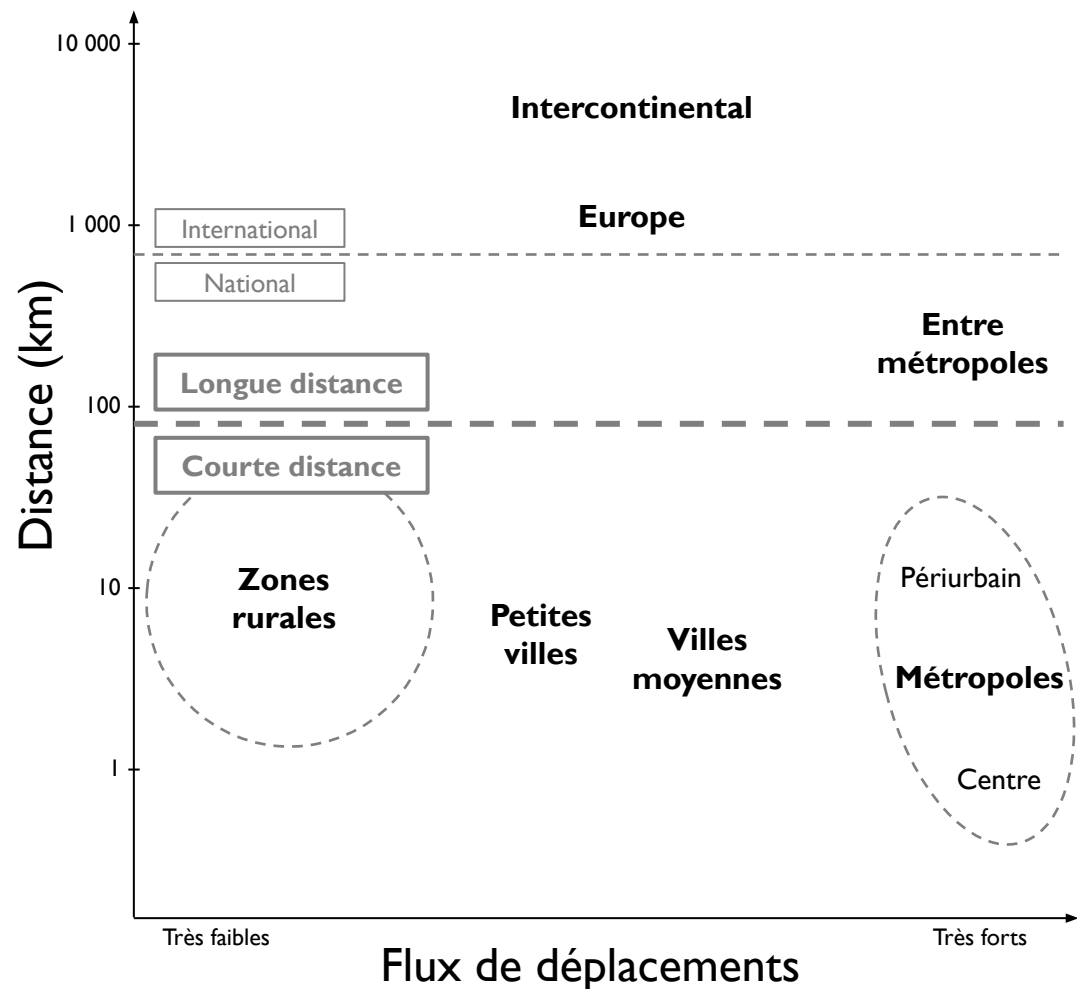 10 000
Intercontinental
1 000
International
Europe
National
Entre
métropoles
Longue distance
100
Courte distance
Distance (km)
Zones
rurales
10
Périurbain
Petites
villes
Villes
moyennes
Métropoles
1
Centre
Très faibles
Très forts
Flux de déplacements